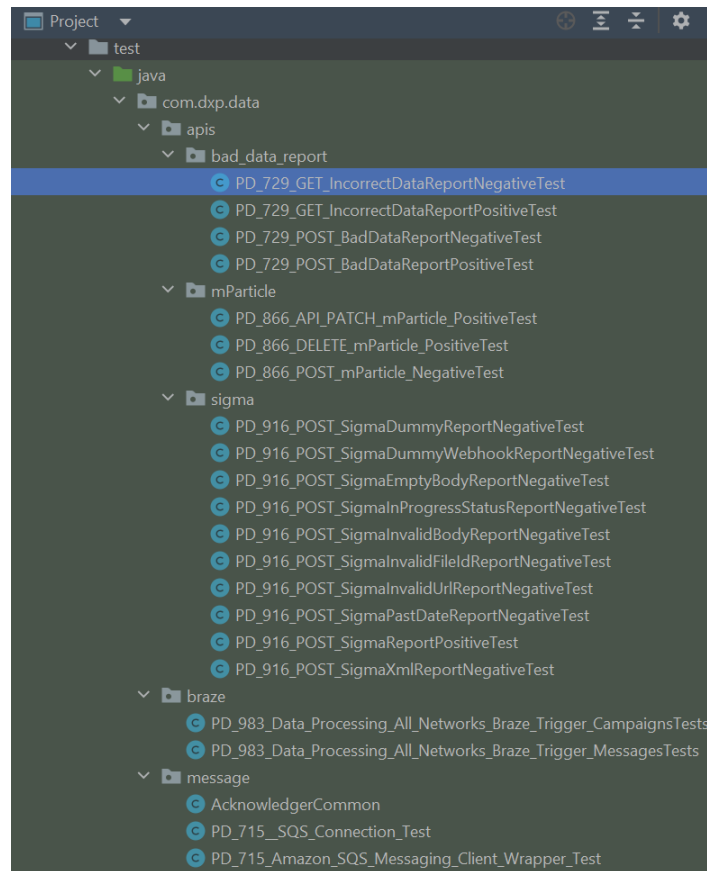 Project
test
java
com.dxp.data
apis
bad_data_report
PD_729_GET_IncorrectDataReportNegativeTest
PD_729_GET_IncorrectDataReportPositiveTest
PD_729_POST_BadDataReportNegativeTest
PD_729_POST_BadDataReportPositiveTest
mParticle
PD_866_API_PATCH_mParticle_PositiveTest
PD_866_DELETE_mParticle_PositiveTest
PD_866_POST_mParticle_NegativeTest
sigma
PD_916_POST_SigmaDummyReportNegativeTest
PD_916_POST_SigmaDummyWebhookReportNegativeTest
PD_916_POST_SigmaEmptyBodyReportNegativeTest
PD_916_POST_SigmaInProgressStatusReportNegativeTest
PD_916_POST_SigmaInvalidBodyReportNegativeTest
PD_916_POST_SigmaInvalidFileIdReportNegativeTest
PD_916_POST_SigmaInvalidUrlReportNegativeTest
PD_916_POST_SigmaPastDateReportNegativeTest
PD_916_POST_SigmaReportPositiveTest
PD_916_POST_SigmaXmlReportNegativeTest
braze
PD_983_Data_Processing_All_Networks_Braze_Trigger_CampaignsTests
PD_983_Data_Processing_All_Networks_Braze_Trigger_MessagesTests
message
AcknowledgerCommon
PD_715__SQS_Connection_Test
PD_715_Amazon_SQS_Messaging_Client_Wrapper_Test